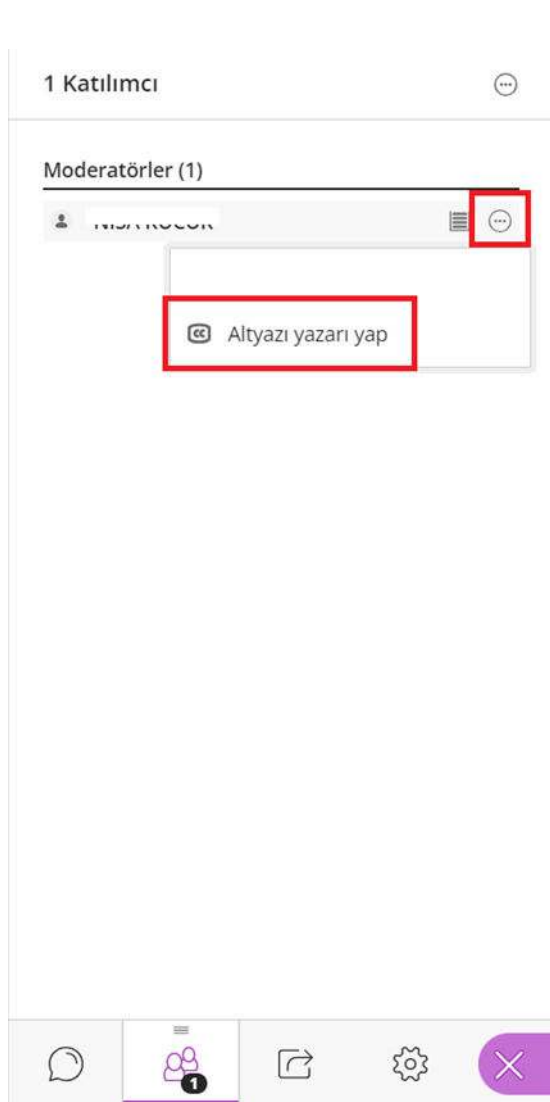 1 Katılımcı
Moderatörler (1)
Altyazı yazarı yap
1